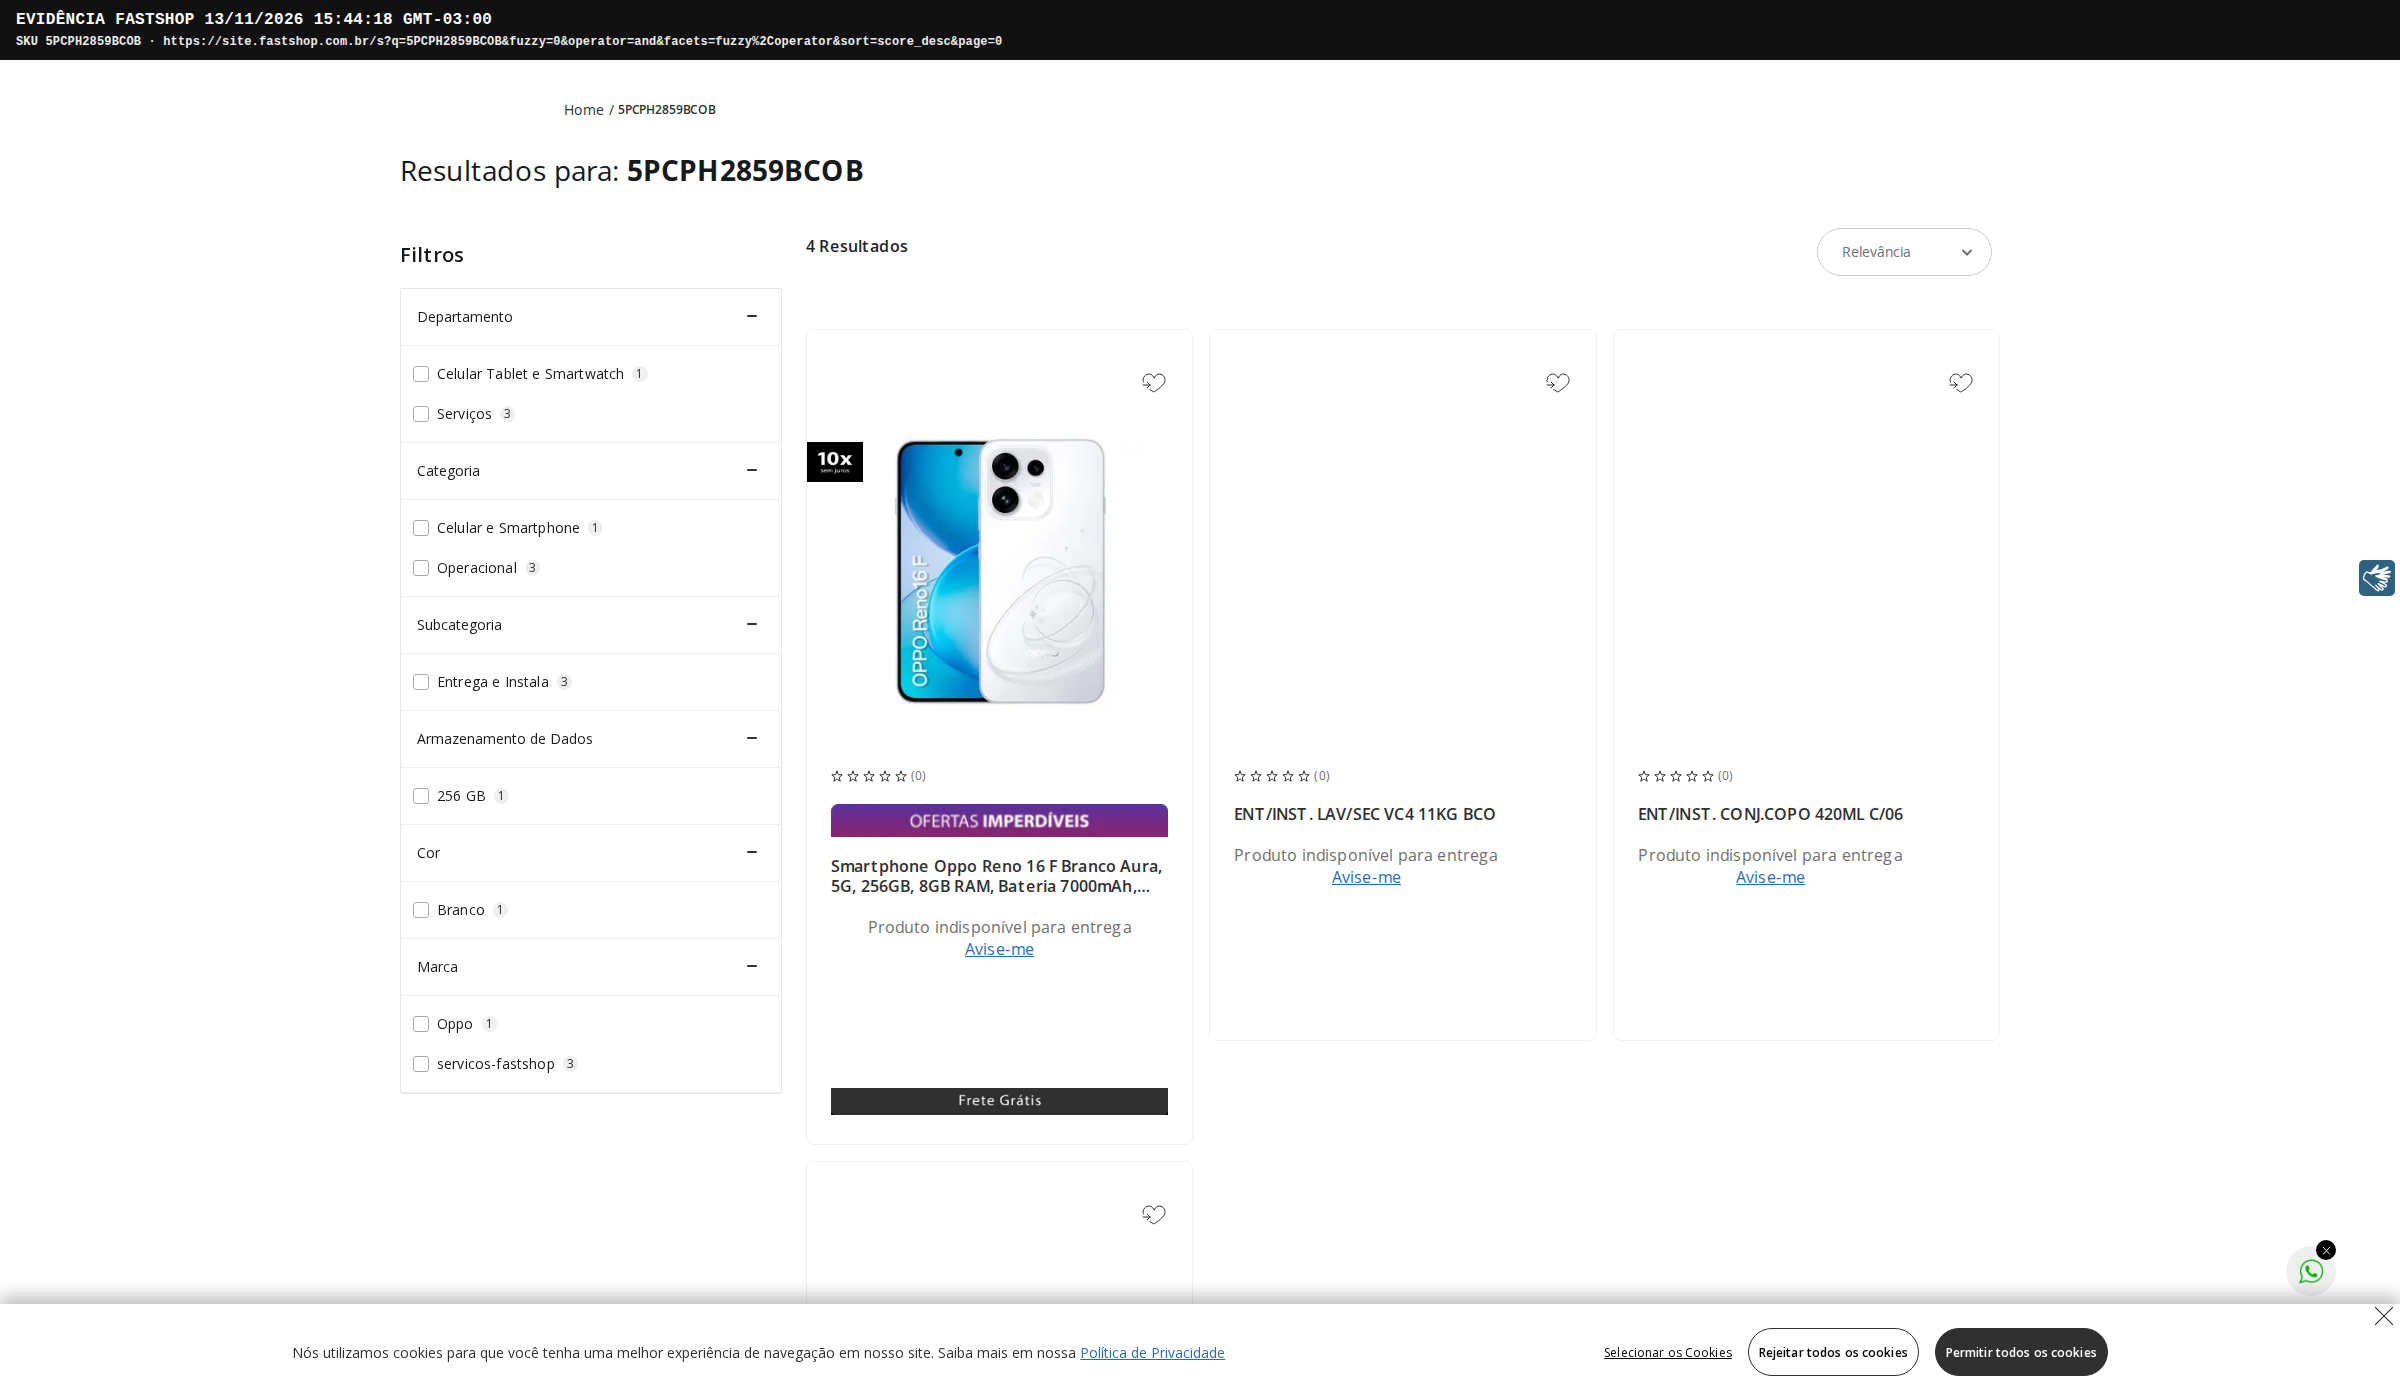 EVIDÊNCIA FASTSHOP 13/11/2026 15:44:18 GMT-03:00
SKU 5PCPH2859BCOB · https://site.fastshop.com.br/s?q=5PCPH2859BCOB&fuzzy=0&operator=and&facets=fuzzy%2Coperator&sort=score_desc&page=0
Home / 5PCPH2859BCOB
Resultados para: 5PCPH2859BCOB
Filtros
4 Resultados
Relevância
Departamento
Celular Tablet e Smartwatch 1
Serviços 3
Categoria
Celular e Smartphone 1
Operacional 3
Subcategoria
Entrega e Instala 3
Armazenamento de Dados
256 GB 1
Cor
Branco 1
Marca
Oppo 1
servicos-fastshop 3
10x
sem juros
OPPO Reno16 F
oppo
(0)
OFERTAS IMPERDÍVEIS
Smartphone Oppo Reno 16 F Branco Aura,
5G, 256GB, 8GB RAM, Bateria 7000mAh,...
Produto indisponível para entrega
Avise-me
Frete Grátis
(0)
ENT/INST. LAV/SEC VC4 11KG BCO
Produto indisponível para entrega
Avise-me
(0)
ENT/INST. CONJ.COPO 420ML C/06
Produto indisponível para entrega
Avise-me
Nós utilizamos cookies para que você tenha uma melhor experiência de navegação em nosso site. Saiba mais em nossa Política de Privacidade
Selecionar os Cookies
Rejeitar todos os cookies
Permitir todos os cookies